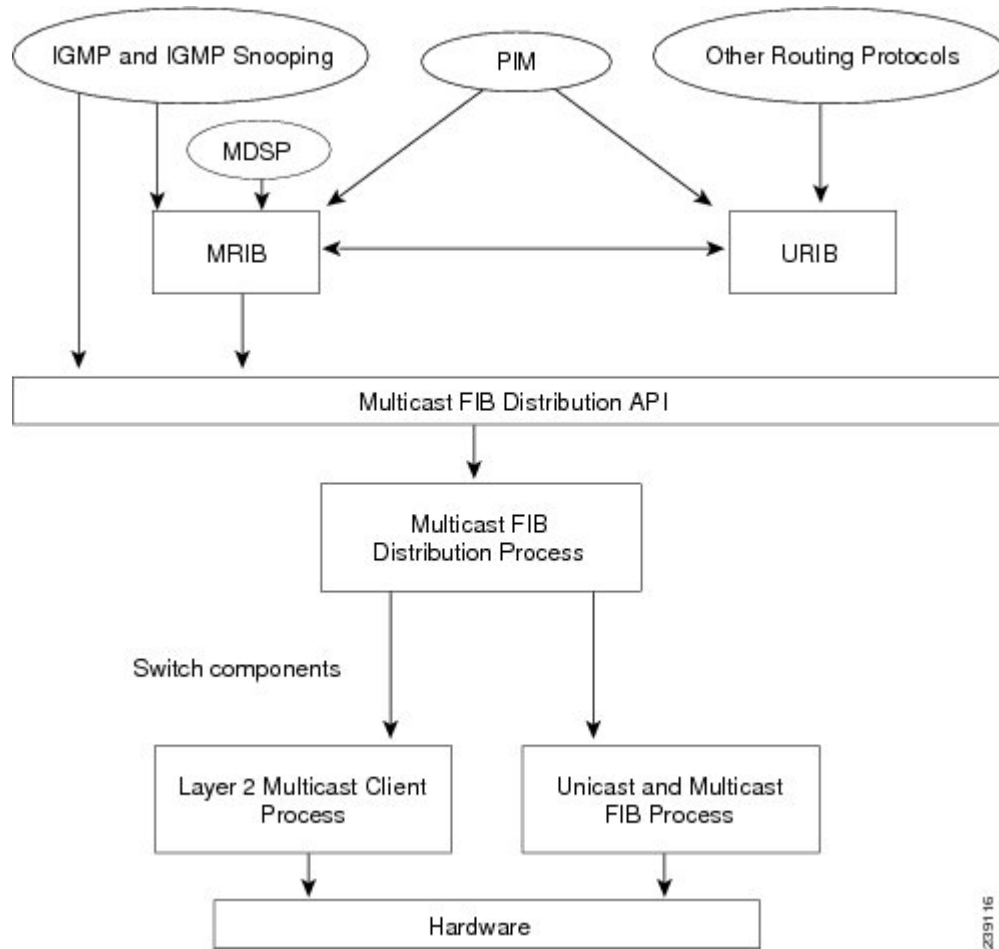 IGMP and IGMP Snooping
PIM
Other Routing Protocols
MDSP
MRIB
URIB
Multicast FIB Distribution API
Multicast FIB
Distribution Process
Switch components
Layer 2 Multicast Client
Process
Unicast and Multicast
FIB Process
Hardware
239116